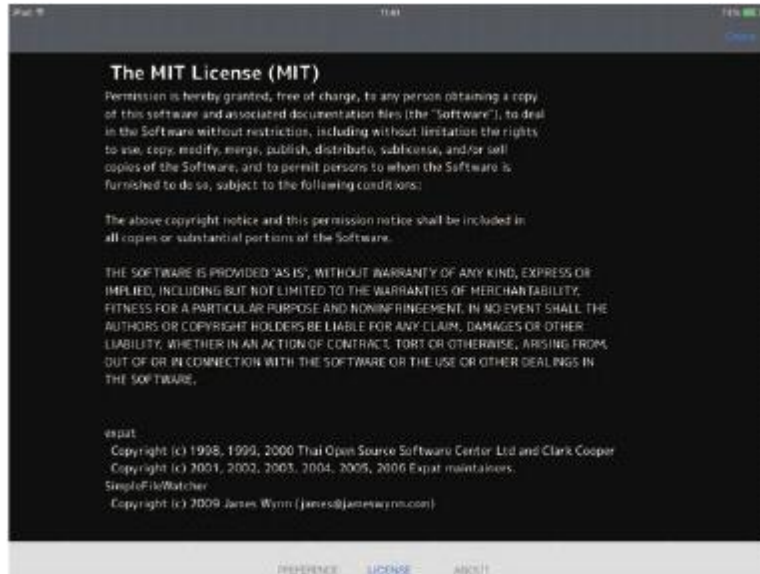 iPad 11:41 74%
Close
The MIT License (MIT)
Permission is hereby granted, free of charge, to any person obtaining a copy
of this software and associated documentation files (the "Software"), to deal
in the Software without restriction, including without limitation the rights
to use, copy, modify, merge, publish, distribute, sublicense, and/or sell
copies of the Software, and to permit persons to whom the Software is
furnished to do so, subject to the following conditions:
The above copyright notice and this permission notice shall be included in
all copies or substantial portions of the Software.
THE SOFTWARE IS PROVIDED "AS IS", WITHOUT WARRANTY OF ANY KIND, EXPRESS OR
IMPLIED, INCLUDING BUT NOT LIMITED TO THE WARRANTIES OF MERCHANTABILITY,
FITNESS FOR A PARTICULAR PURPOSE AND NONINFRINGEMENT. IN NO EVENT SHALL THE
AUTHORS OR COPYRIGHT HOLDERS BE LIABLE FOR ANY CLAIM, DAMAGES OR OTHER
LIABILITY, WHETHER IN AN ACTION OF CONTRACT, TORT OR OTHERWISE, ARISING FROM,
OUT OF OR IN CONNECTION WITH THE SOFTWARE OR THE USE OR OTHER DEALINGS IN
THE SOFTWARE.
expat
Copyright (c) 1998, 1999, 2000 Thai Open Source Software Center Ltd and Clark Cooper
Copyright (c) 2001, 2002, 2003, 2004, 2005, 2006 Expat maintainers.
SimpleFileWatcher
Copyright (c) 2009 James Wynn (james@jameswynn.com)
PREFERENCE LICENSE ABOUT